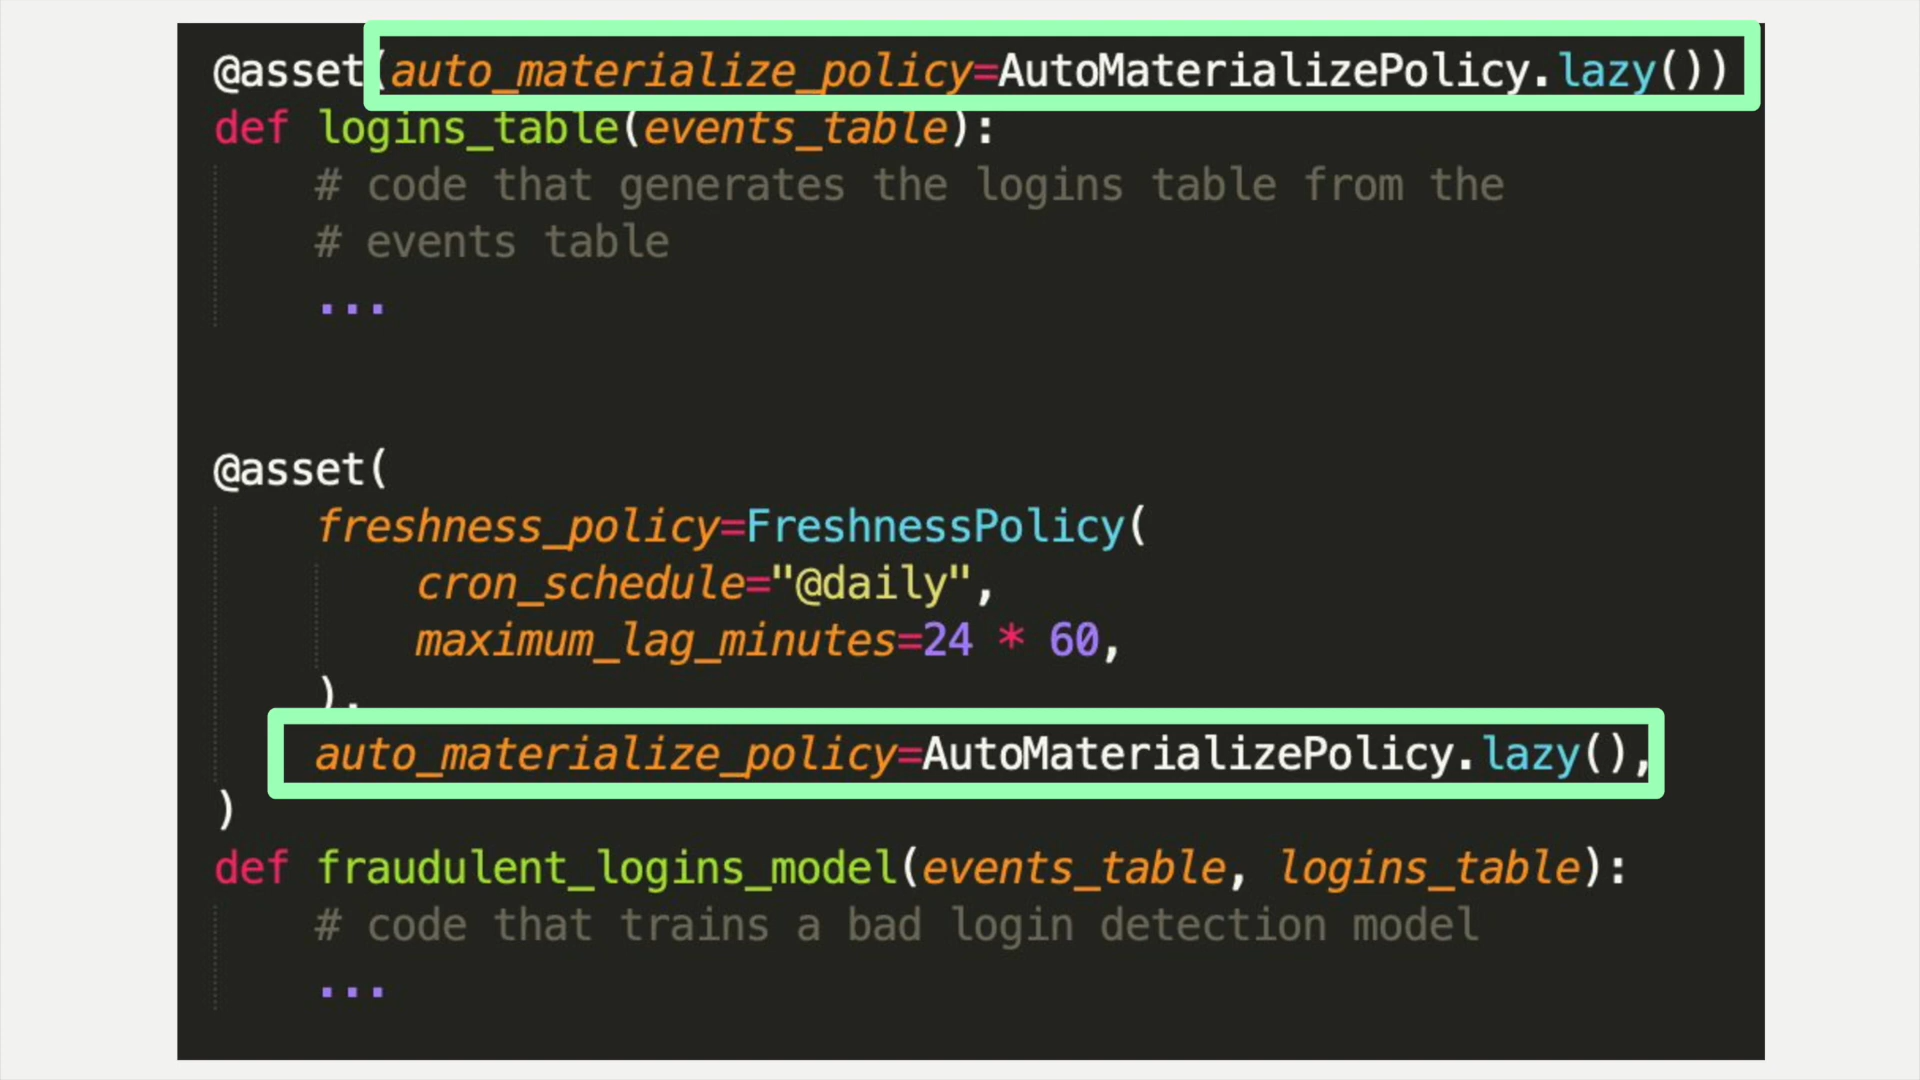 @asset(auto_materialize_policy=AutoMaterializePolicy.lazy())
def logins_table(events_table):
# code that generates the logins table from the
# events table
...
@asset(
freshness_policy=FreshnessPolicy(
cron_schedule="@daily",
maximum_lag_minutes=24 * 60,
),
auto_materialize_policy=AutoMaterializePolicy.lazy(),
)
def fraudulent_logins_model(events_table, logins_table):
# code that trains a bad login detection model
...